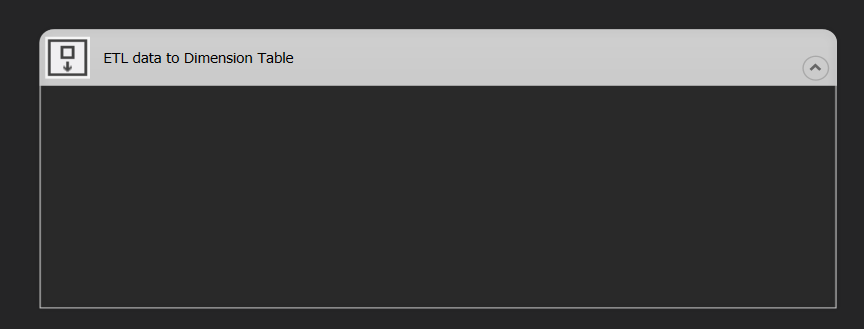 ETL data to Dimension Table